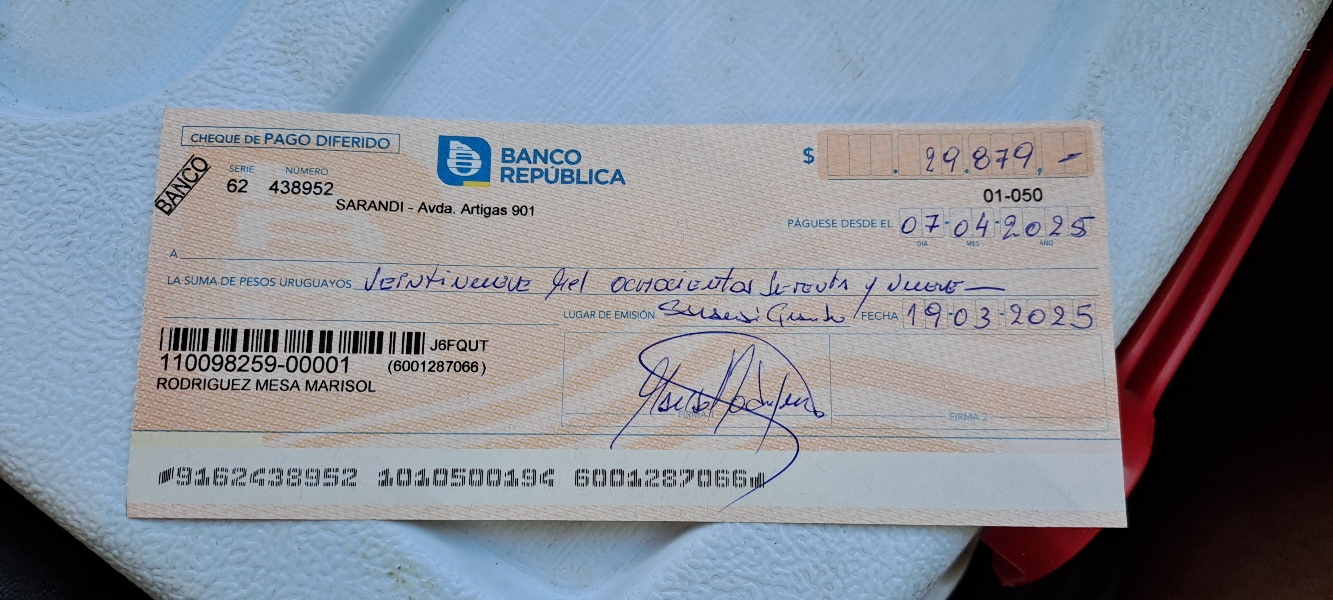 CHEQUE DE PAGO DIFERIDO
BANCO
SERIE NÚMERO
62 438952
SARANDI - Avda. Artigas 901
BANCO
REPÚBLICA
$ 29.879,-
01-050
PÁGUESE DESDE EL 07-04-2025
DIA MES AÑO
A
LA SUMA DE PESOS URUGUAYOS Veintinueve Mil ochocientos setenta y nueve
LUGAR DE EMISIÓN Sarandí Grande FECHA 19-03-2025
J6FQUT
110098259-00001 (6001287066)
RODRIGUEZ MESA MARISOL
FIRMA 1
FIRMA 2
9162438952 1010500194 6001287066